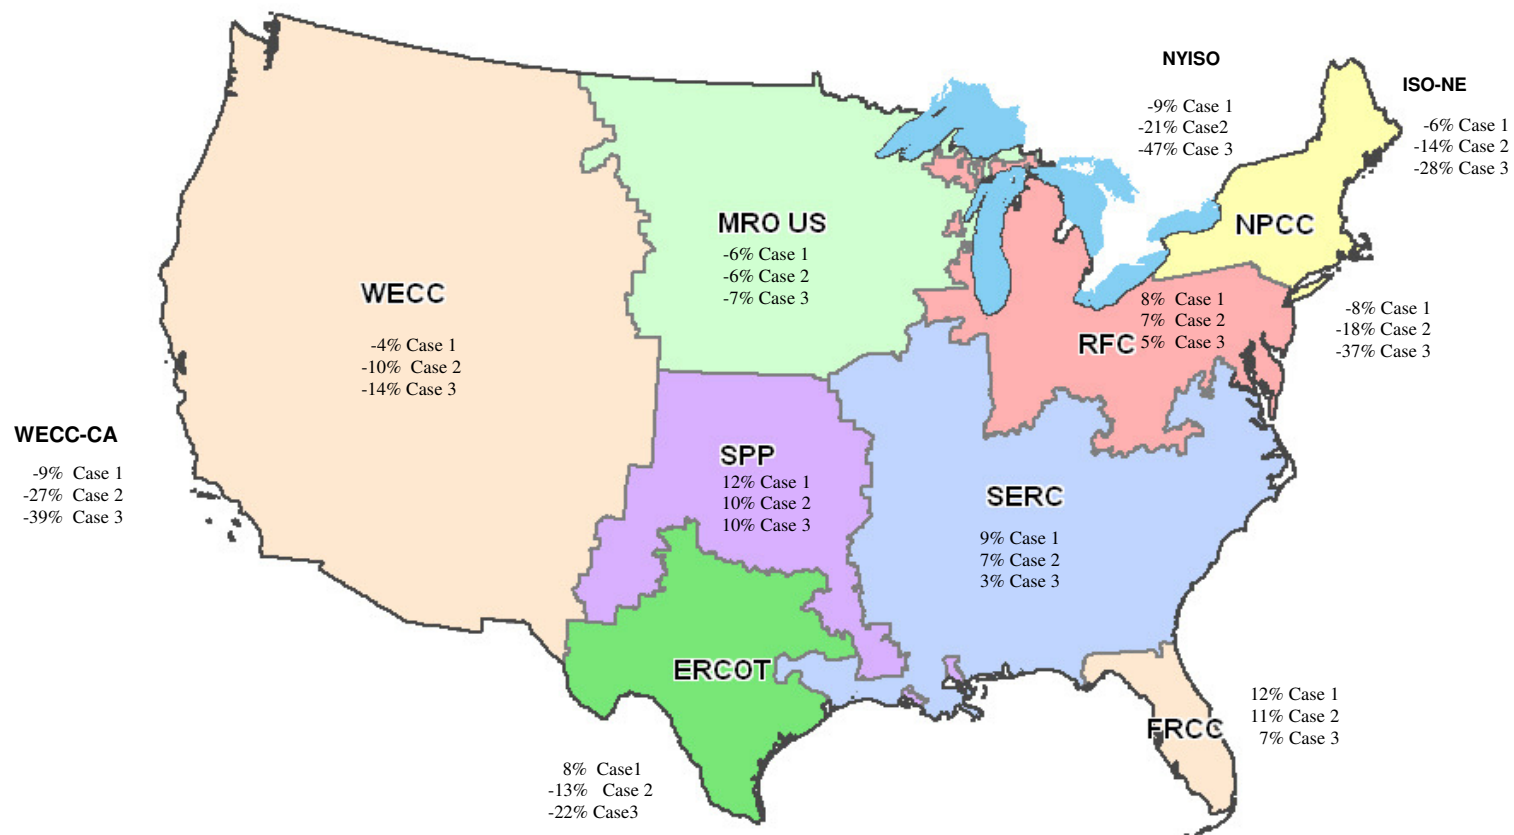 NYISO
-9% Case 1
-21% Case2
-47% Case 3
ISO-NE
-6% Case 1
-14% Case 2
-28% Case 3
NPCC
-8% Case 1
-18% Case 2
-37% Case 3
MRO US
-6% Case 1
-6% Case 2
-7% Case 3
WECC
-4% Case 1
-10% Case 2
-14% Case 3
RFC
8% Case 1
7% Case 2
5% Case 3
WECC-CA
-9% Case 1
-27% Case 2
-39% Case 3
SPP
12% Case 1
10% Case 2
10% Case 3
SERC
9% Case 1
7% Case 2
3% Case 3
ERCOT
8% Case1
-13% Case 2
-22% Case3
FRCC
12% Case 1
11% Case 2
7% Case 3